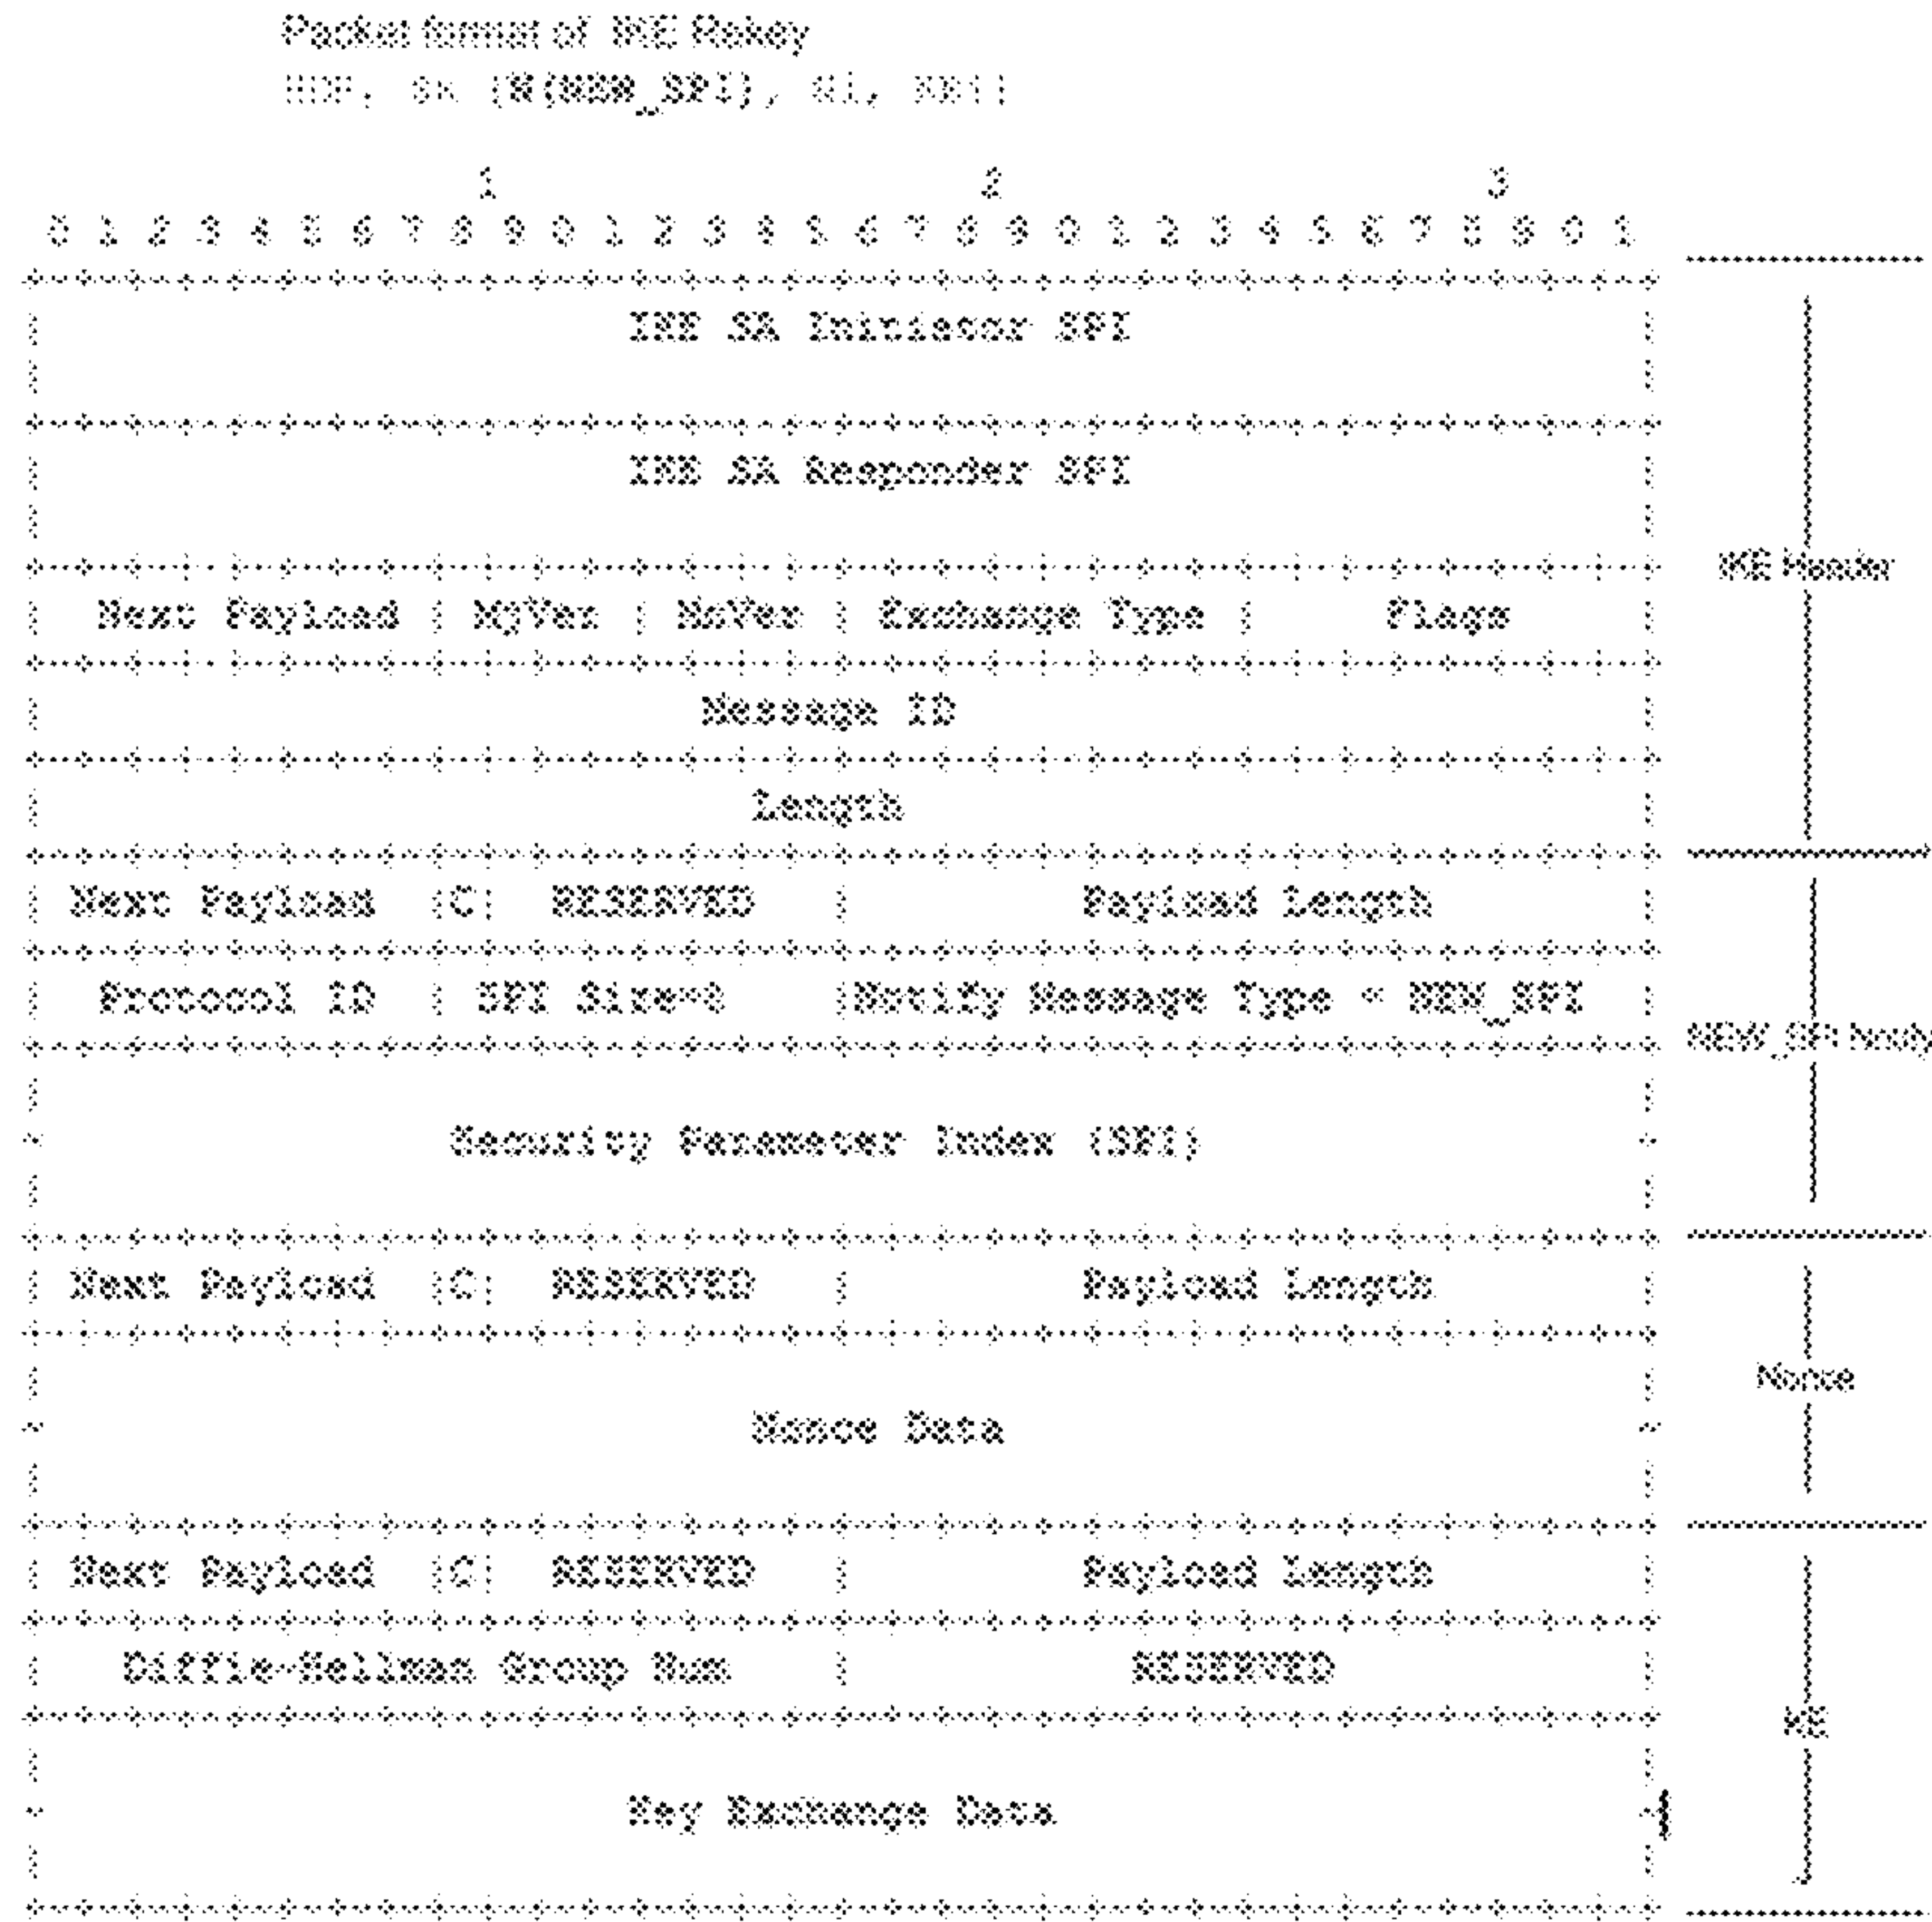 Packet format of IKE Rekey
HDR, SK {N(NEW_SPI), Ni, KEi}
1 2 3
0 1 2 3 4 5 6 7 8 9 0 1 2 3 4 5 6 7 8 9 0 1 2 3 4 5 6 7 8 9 0 1
IKE SA Initiator SPI
IKE SA Responder SPI
IKE Header
Next Payload | MjVer | MnVer | Exchange Type | Flags
Message ID
Length
Next Payload |C| RESERVED | Payload Length
Protocol ID | SPI Size=8 |Notify Message Type = NEW_SPI
NEW_SPI Notify
Security Parameter Index (SPI)
Next Payload |C| RESERVED | Payload Length
Nonce
Nonce Data
Next Payload |C| RESERVED | Payload Length
Diffie-Hellman Group Num | RESERVED
KE
Key Exchange Data